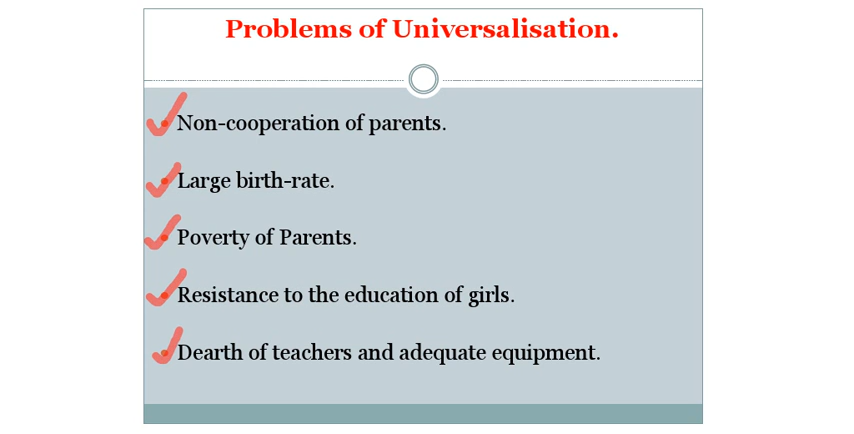 Problems of Universalisation.
Non-cooperation of parents.
Large birth-rate.
Poverty of Parents.
Resistance to the education of girls.
Dearth of teachers and adequate equipment.